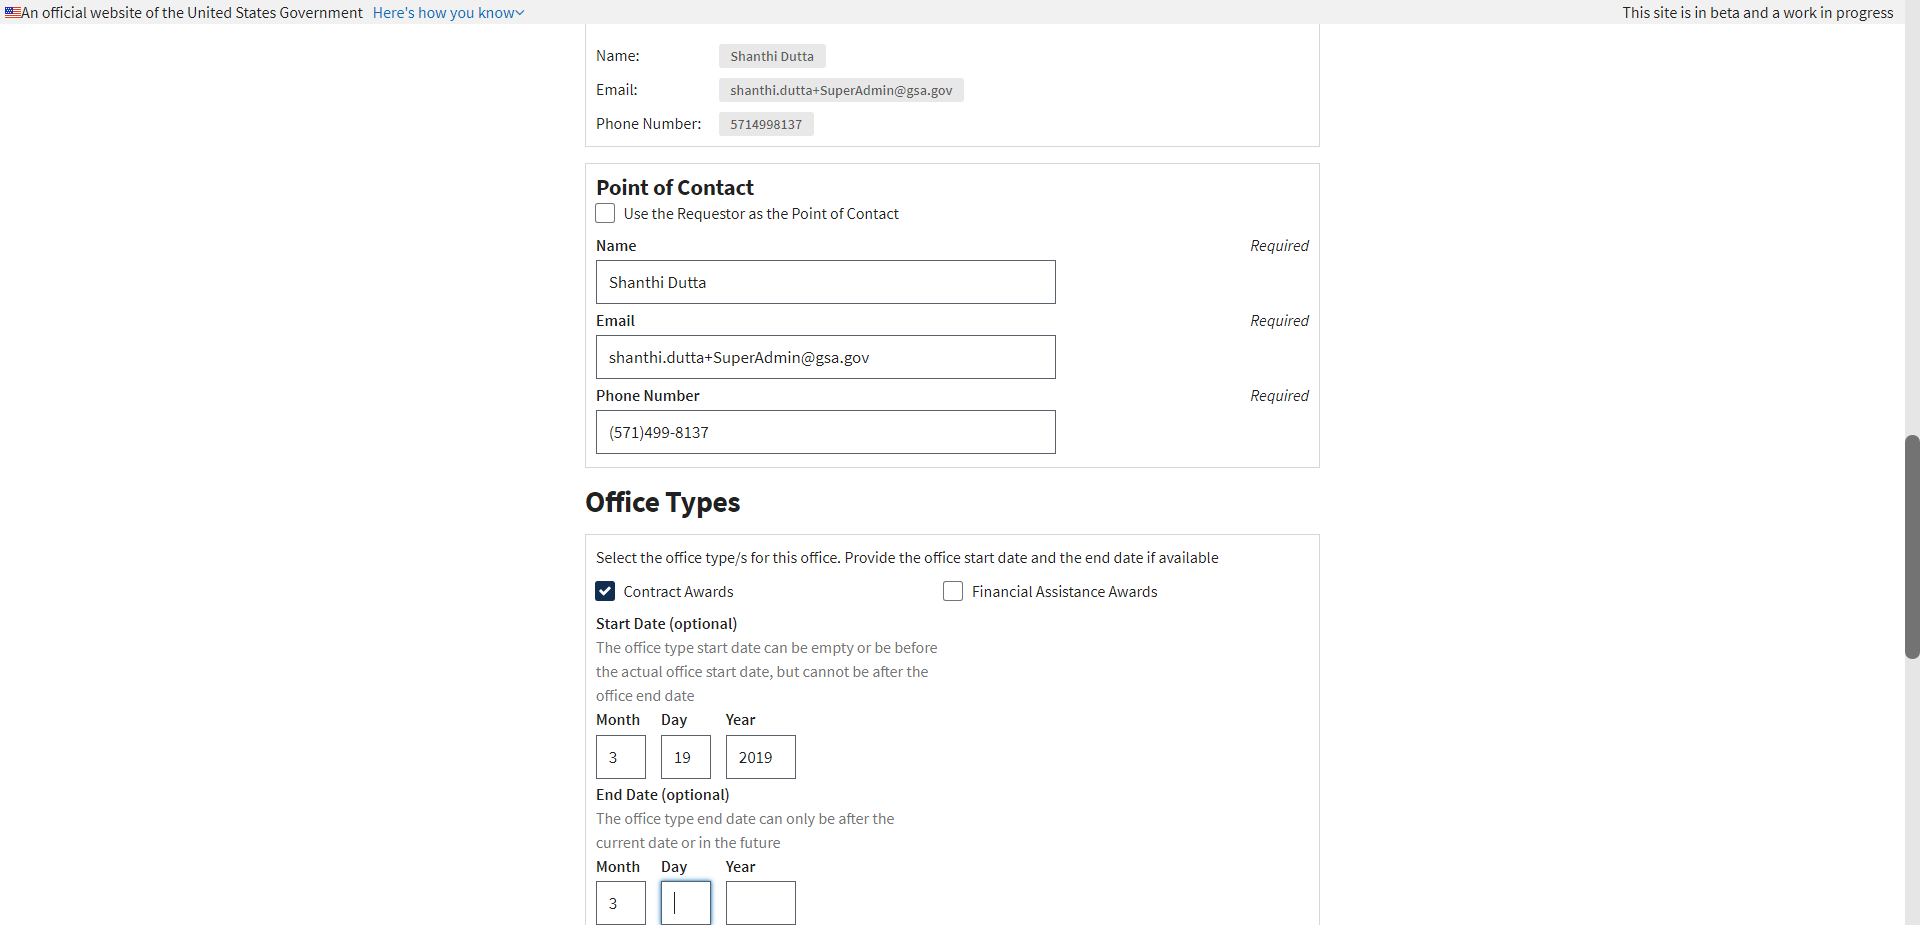 An official website of the United States Government Here's how you know This site is in beta and a work in progress
Name: Shanthi Dutta
Email: shanthi.dutta+SuperAdmin@gsa.gov
Phone Number: 5714998137
Point of Contact
Use the Requestor as the Point of Contact
Name Required
Shanthi Dutta
Email Required
shanthi.dutta+SuperAdmin@gsa.gov
Phone Number Required
(571)499-8137
Office Types
Select the office type/s for this office. Provide the office start date and the end date if available
Contract Awards Financial Assistance Awards
Start Date (optional)
The office type start date can be empty or be before
the actual office start date, but cannot be after the
office end date
Month Day Year
3 19 2019
End Date (optional)
The office type end date can only be after the
current date or in the future
Month Day Year
3